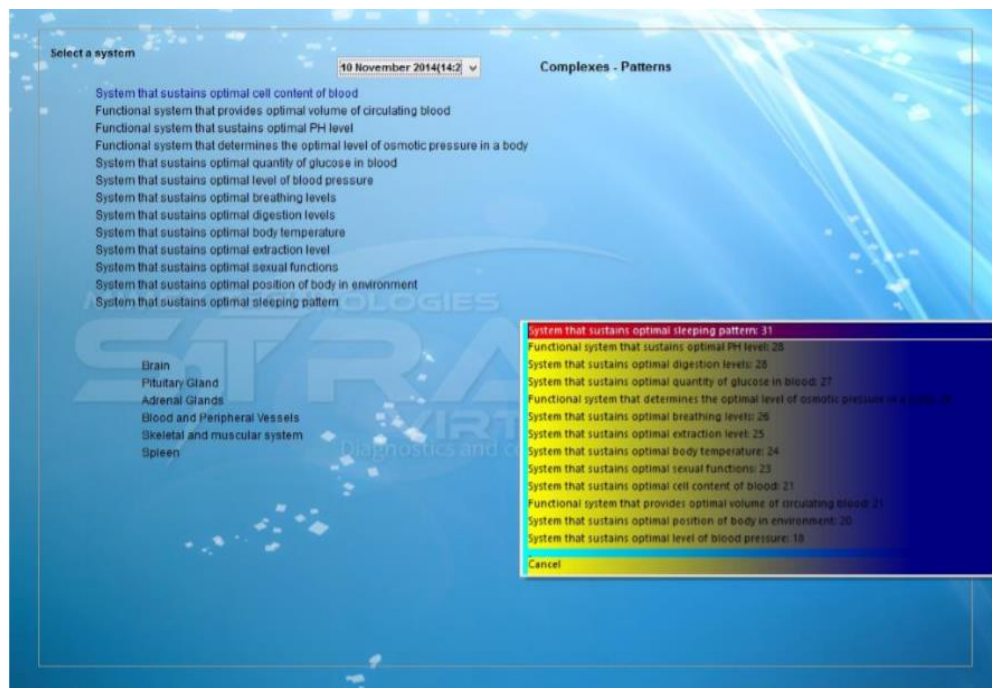 Select a system
10 November 2014(14:2
Complexes - Patterns
System that sustains optimal cell content of blood
Functional system that provides optimal volume of circulating blood
Functional system that sustains optimal PH level
Functional system that determines the optimal level of osmotic pressure in a body
System that sustains optimal quantity of glucose in blood
System that sustains optimal level of blood pressure
System that sustains optimal breathing levels
System that sustains optimal digestion levels
System that sustains optimal body temperature
System that sustains optimal extraction level
System that sustains optimal sexual functions
System that sustains optimal position of body in environment
System that sustains optimal sleeping pattern
OLOGIES
STRA
VIRT
Diagnostics and
Brain
Pituitary Gland
Adrenal Glands
Blood and Peripheral Vessels
Skeletal and muscular system
Spleen
System that sustains optimal sleeping pattern: 31
Functional system that sustains optimal PH level: 28
System that sustains optimal digestion levels: 28
System that sustains optimal quantity of glucose in blood: 27
Functional system that determines the optimal level of osmotic pressure in a
System that sustains optimal breathing levels: 26
System that sustains optimal extraction level: 25
System that sustains optimal body temperature: 24
System that sustains optimal sexual functions: 23
System that sustains optimal cell content of blood: 21
Functional system that provides optimal volume of circulating blood: 21
System that sustains optimal position of body in environment: 20
System that sustains optimal level of blood pressure: 18
Cancel